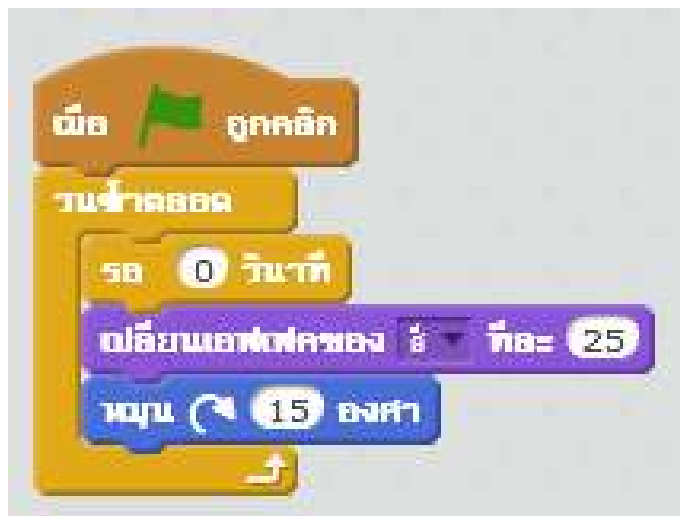 เมื่อ ถูกคลิก
วนซ้ำตลอด
รอ 0 วินาที
เปลี่ยนเอฟเฟคของ สี ทีละ 25
หมุน 15 องศา